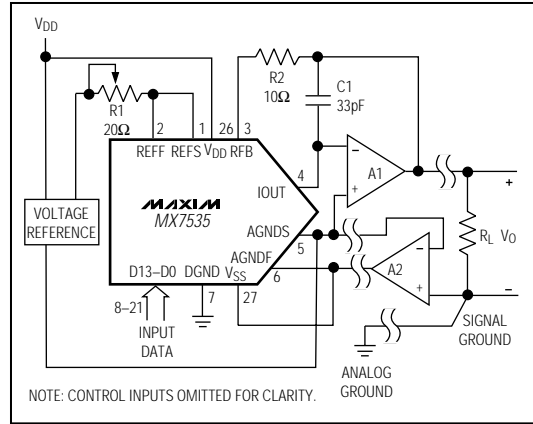 VDD
R1
20Ω
2
1
26
3
R2
10Ω
C1
33pF
REFF
REFS
VDD
RFB
4
IOUT
–
+
A1
+
MAXIM
MX7535
VOLTAGE
REFERENCE
AGNDS
5
AGNDF
6
–
+
A2
RL
VO
–
D13–D0
DGND
VSS
8–21
7
27
INPUT
DATA
SIGNAL
GROUND
ANALOG
GROUND
NOTE: CONTROL INPUTS OMITTED FOR CLARITY.